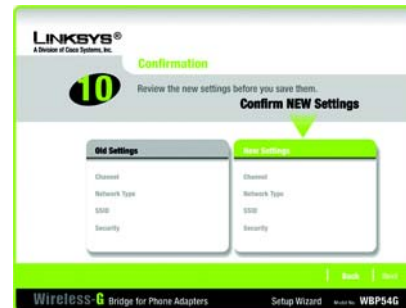 LINKSYS®
A Division of Cisco Systems, Inc.
Confirmation
10
Review the new settings before you save them.
Confirm NEW Settings
Old Settings
New Settings
Channel
Network Type
SSID
Security
Channel
Network Type
SSID
Security
Back
Next
Wireless-G Bridge for Phone Adapters
Setup Wizard Model No. WBP54G